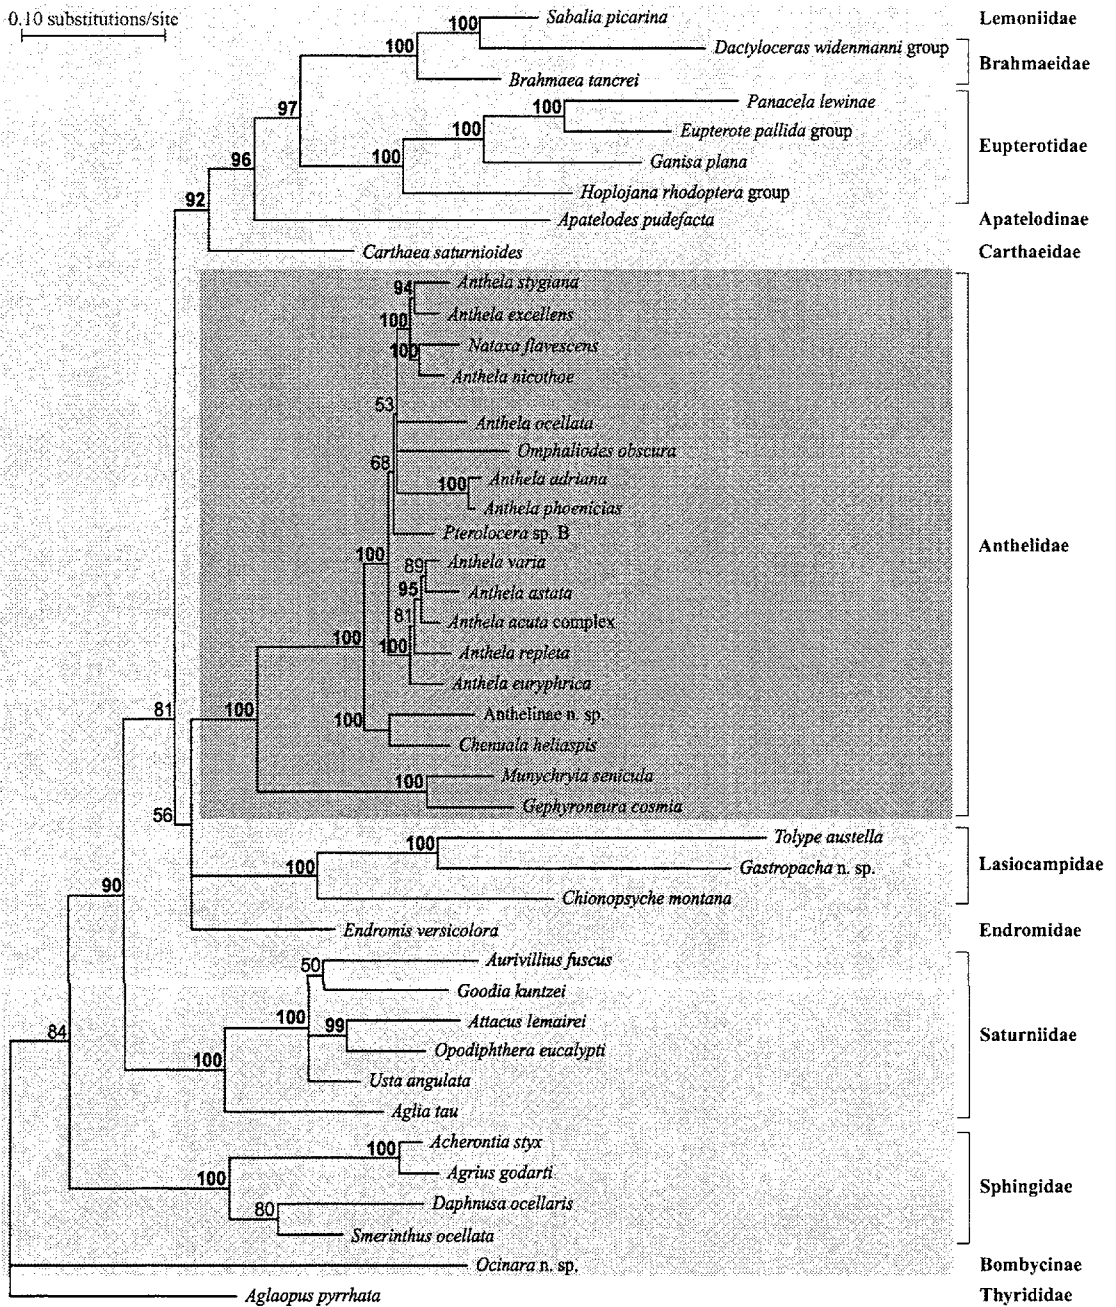 0.10 substitutions/site
100 Sabalia picarina Lemoniidae
100 Dactyloceras widenmanni group
Brahmaea tancrei Brahmaeidae
97 100 Panacela lewinae
100 Eupterote pallida group
Ganisa plana Eupterotidae
96 100
Hoplojana rhodoptera group
92
Apatelodes pudefacta Apatelodinae
Carthaea saturnioides Carthaeidae
94 Anthela stygiana
100 Anthela excellens
100 Nataxa flavescens
Anthela nicothoe
53 Anthela ocellata
68 Omphaliodes obscura
100 Anthela adriana
Anthela phoenicias
Pterolocera sp. B
100 89 Anthela varia Anthelidae
95 Anthela astata
81 Anthela acuta complex
100 100 Anthela repleta
Anthela euryphrica
81 100 100 Anthelinae n. sp.
Chenuala heliaspis
100 Munychryia senicula
56 Gephyroneura cosmia
100 Tolype austella
100 Gastropacha n. sp. Lasiocampidae
90 Chionopsyche montana
Endromis versicolora Endromidae
50 Aurivillius fuscus
Goodia kuntzei
84 100 99 Attacus lemairei Saturniidae
100 Opodiphthera eucalypti
Usta angulata
Aglia tau
100 Acherontia styx
100 Agrius godarti Sphingidae
80 Daphnusa ocellaris
Smerinthus ocellata
Ocinara n. sp. Bombycinae
Aglaopus pyrrhata Thyrididae